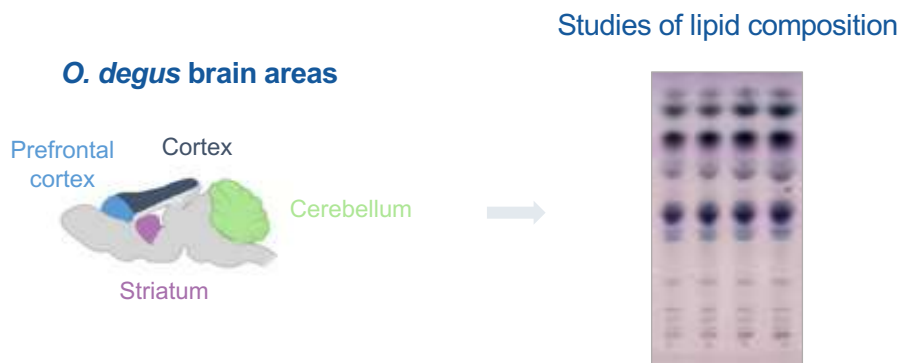 Studies of lipid composition
O. degus brain areas
Prefrontal
cortex
Cortex
Cerebellum
Striatum